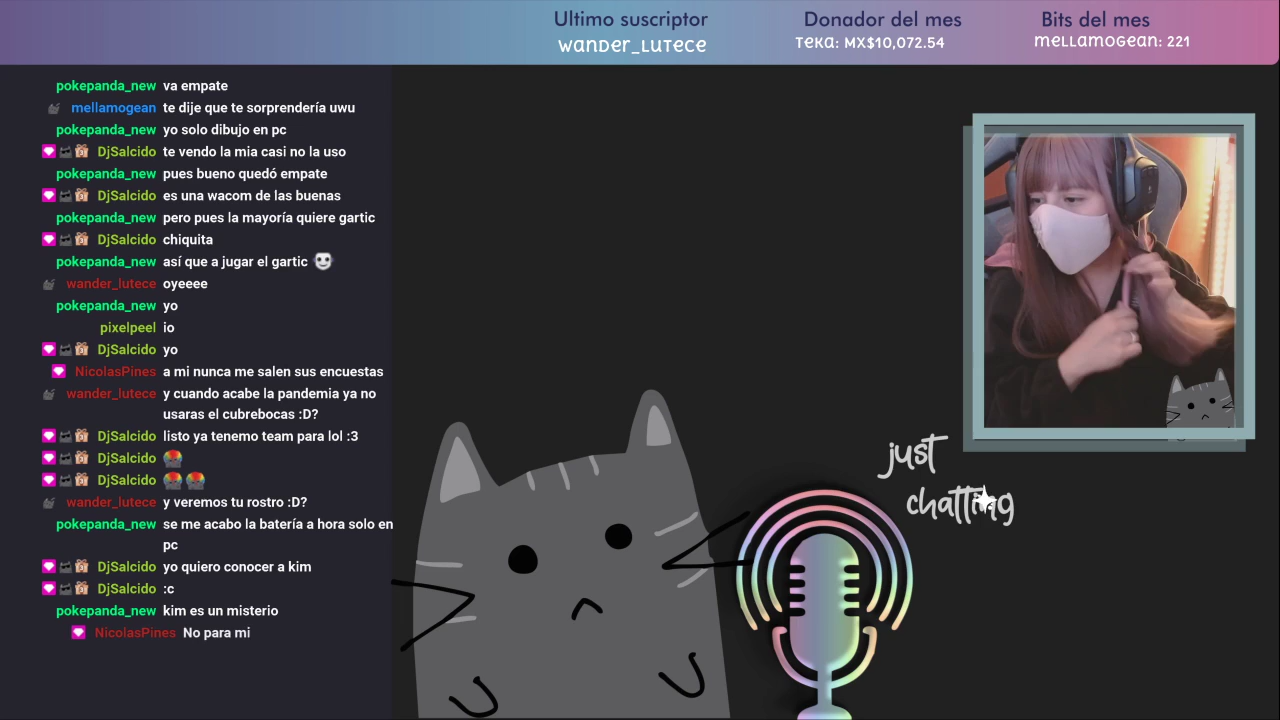 Ultimo suscriptor
wander_lutece
Donador del mes
Teka: MX$10,072.54
Bits del mes
mellamogean: 221
pokepanda_new va empate
mellamogean te dije que te sorprendería uwu
pokepanda_new yo solo dibujo en pc
DjSalcido te vendo la mia casi no la uso
pokepanda_new pues bueno quedó empate
DjSalcido es una wacom de las buenas
pokepanda_new pero pues la mayoría quiere gartic
DjSalcido chiquita
pokepanda_new así que a jugar el gartic
wander_lutece oyeeee
pokepanda_new yo
pixelpeel io
DjSalcido yo
NicolasPines a mi nunca me salen sus encuestas
wander_lutece y cuando acabe la pandemia ya no
usaras el cubrebocas :D?
DjSalcido listo ya tenemo team para lol :3
DjSalcido
DjSalcido
wander_lutece y veremos tu rostro :D?
pokepanda_new se me acabo la batería a hora solo en
pc
DjSalcido yo quiero conocer a kim
DjSalcido :c
pokepanda_new kim es un misterio
NicolasPines No para mi
just
chatting